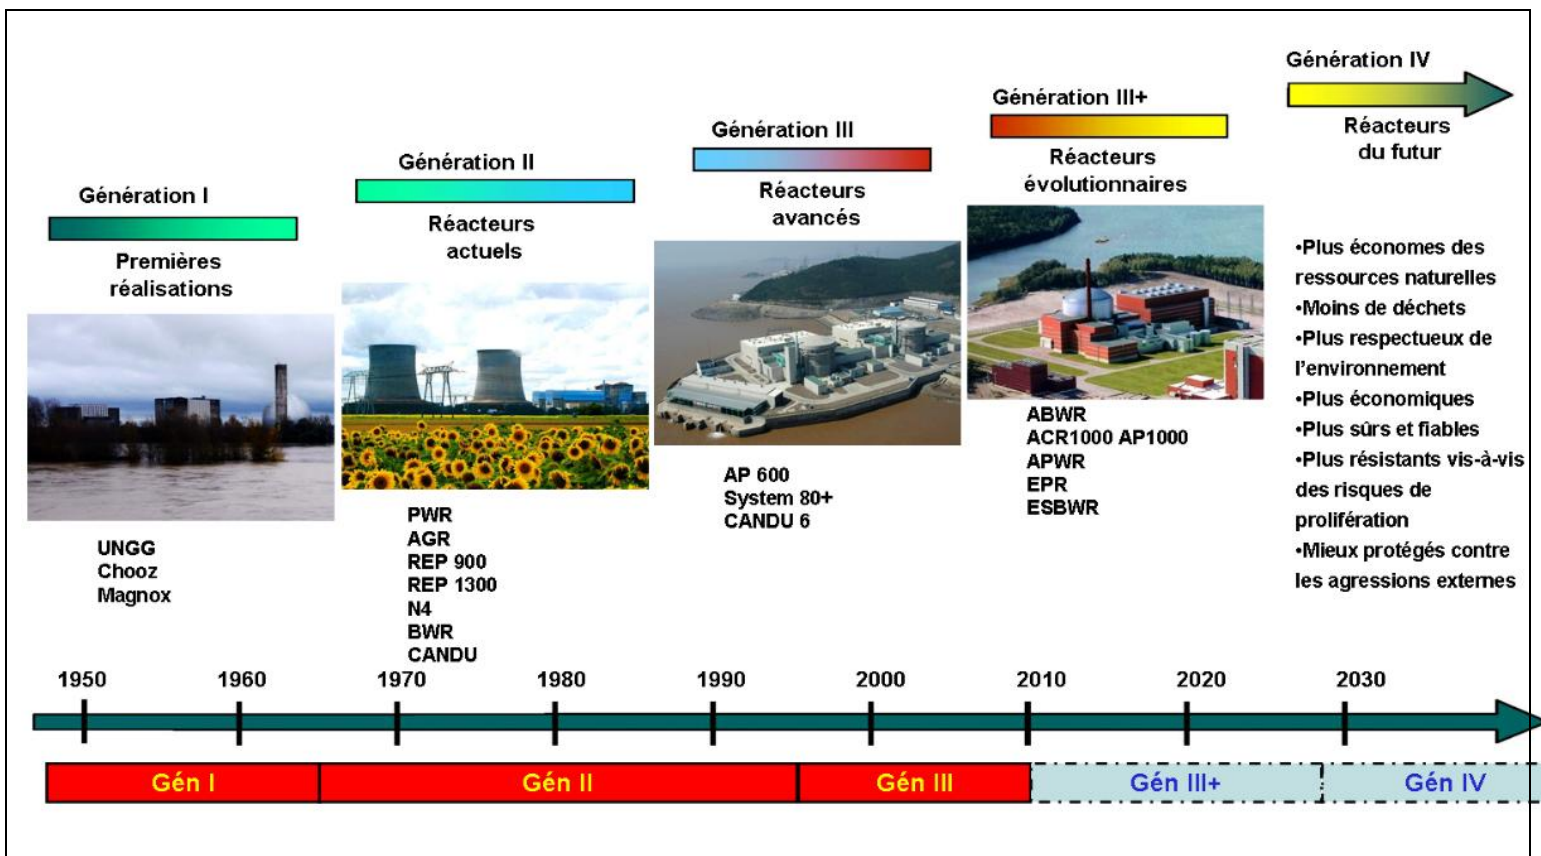 Génération I
Premières
réalisations
UNGG
Chooz
Magnox
Génération II
Réacteurs
actuels
PWR
AGR
REP 900
REP 1300
N4
BWR
CANDU
Génération III
Réacteurs
avancés
AP 600
System 80+
CANDU 6
Génération III+
Réacteurs
évolutionnaires
ABWR
ACR1000 AP1000
APWR
EPR
ESBWR
Génération IV
Réacteurs
du futur
•Plus économes des
ressources naturelles
•Moins de déchets
•Plus respectueux de
l'environnement
•Plus économiques
•Plus sûrs et fiables
•Plus résistants vis-à-vis
des risques de
prolifération
•Mieux protégés contre
les agressions externes
1950 1960 1970 1980 1990 2000 2010 2020 2030
Gén I Gén II Gén III Gén III+ Gén IV